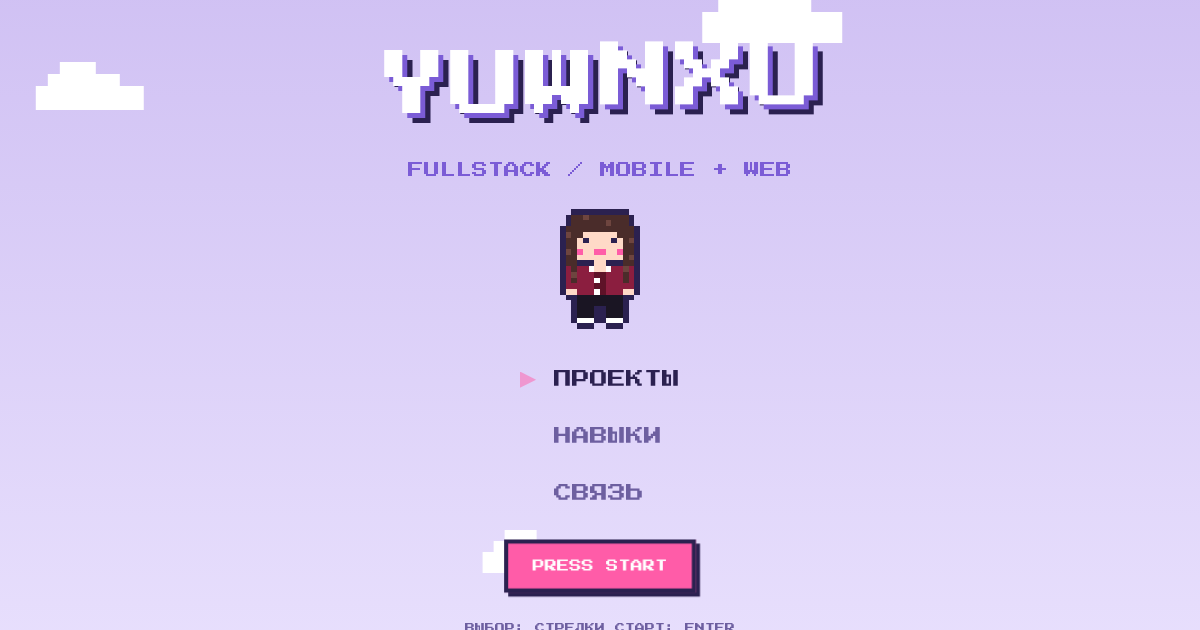 YUWNXU
FULLSTACK / MOBILE + WEB
▶ ПРОЕКТЫ
НАВЫКИ
СВЯЗЬ
PRESS START
ВЫБОР: СТРЕЛКИ СТАРТ: ENTER